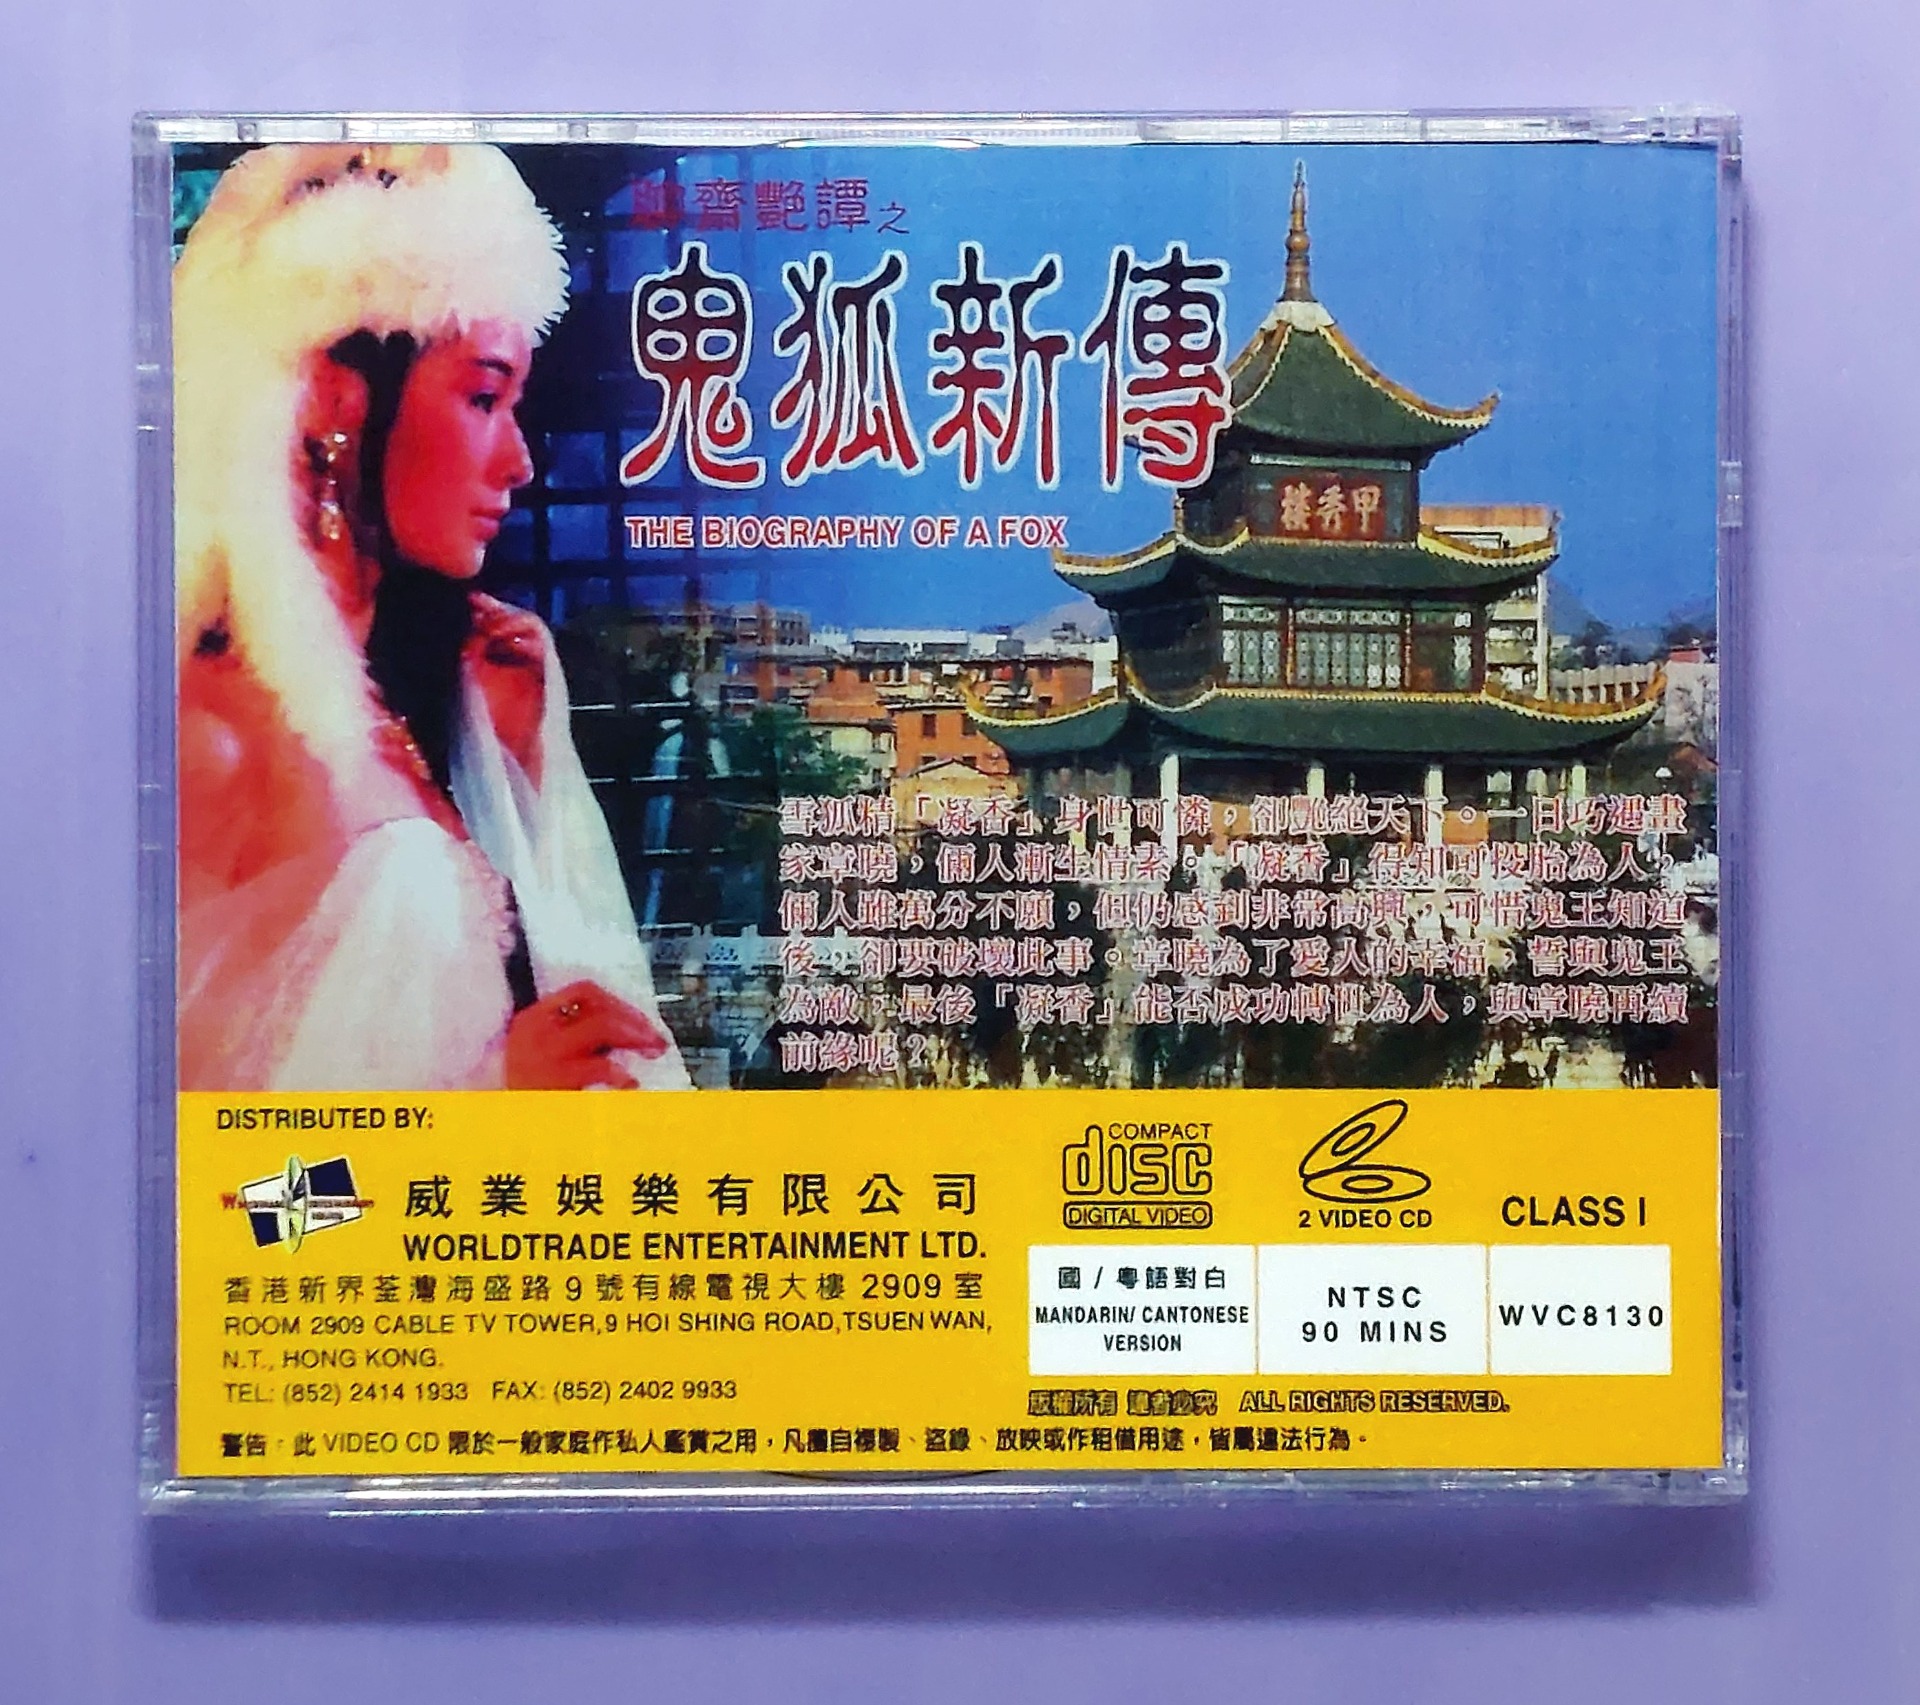 聊齋艷譚之
鬼狐新傳
THE BIOGRAPHY OF A FOX
甲秀樓
雪狐精「凝香」身世可憐，卻艷絕天下。一日巧遇畫
家章曉，倆人漸生情素。「凝香」得知可投胎為人，
倆人雖萬分不願，但仍感到非常高興，可惜鬼王知道
後，卻要破壞此事。章曉為了愛人的幸福，誓與鬼王
為敵，最後「凝香」能否成功轉世為人，與章曉再續
前緣呢？
DISTRIBUTED BY:
威業娛樂有限公司
WORLDTRADE ENTERTAINMENT LTD.
香港新界荃灣海盛路9號有線電視大樓2909室
ROOM 2909 CABLE TV TOWER,9 HOI SHING ROAD,TSUEN WAN,
N.T., HONG KONG.
TEL: (852) 2414 1933 FAX: (852) 2402 9933
COMPACT
disc
DIGITAL VIDEO
2 VIDEO CD
CLASS I
國 / 粵語對白
MANDARIN/ CANTONESE
VERSION
NTSC
90 MINS
WVC8130
版權所有 違者必究 ALL RIGHTS RESERVED.
警告：此 VIDEO CD 限於一般家庭作私人鑑賞之用，凡擅自複製、盜錄、放映或作租借用途，皆屬違法行為。